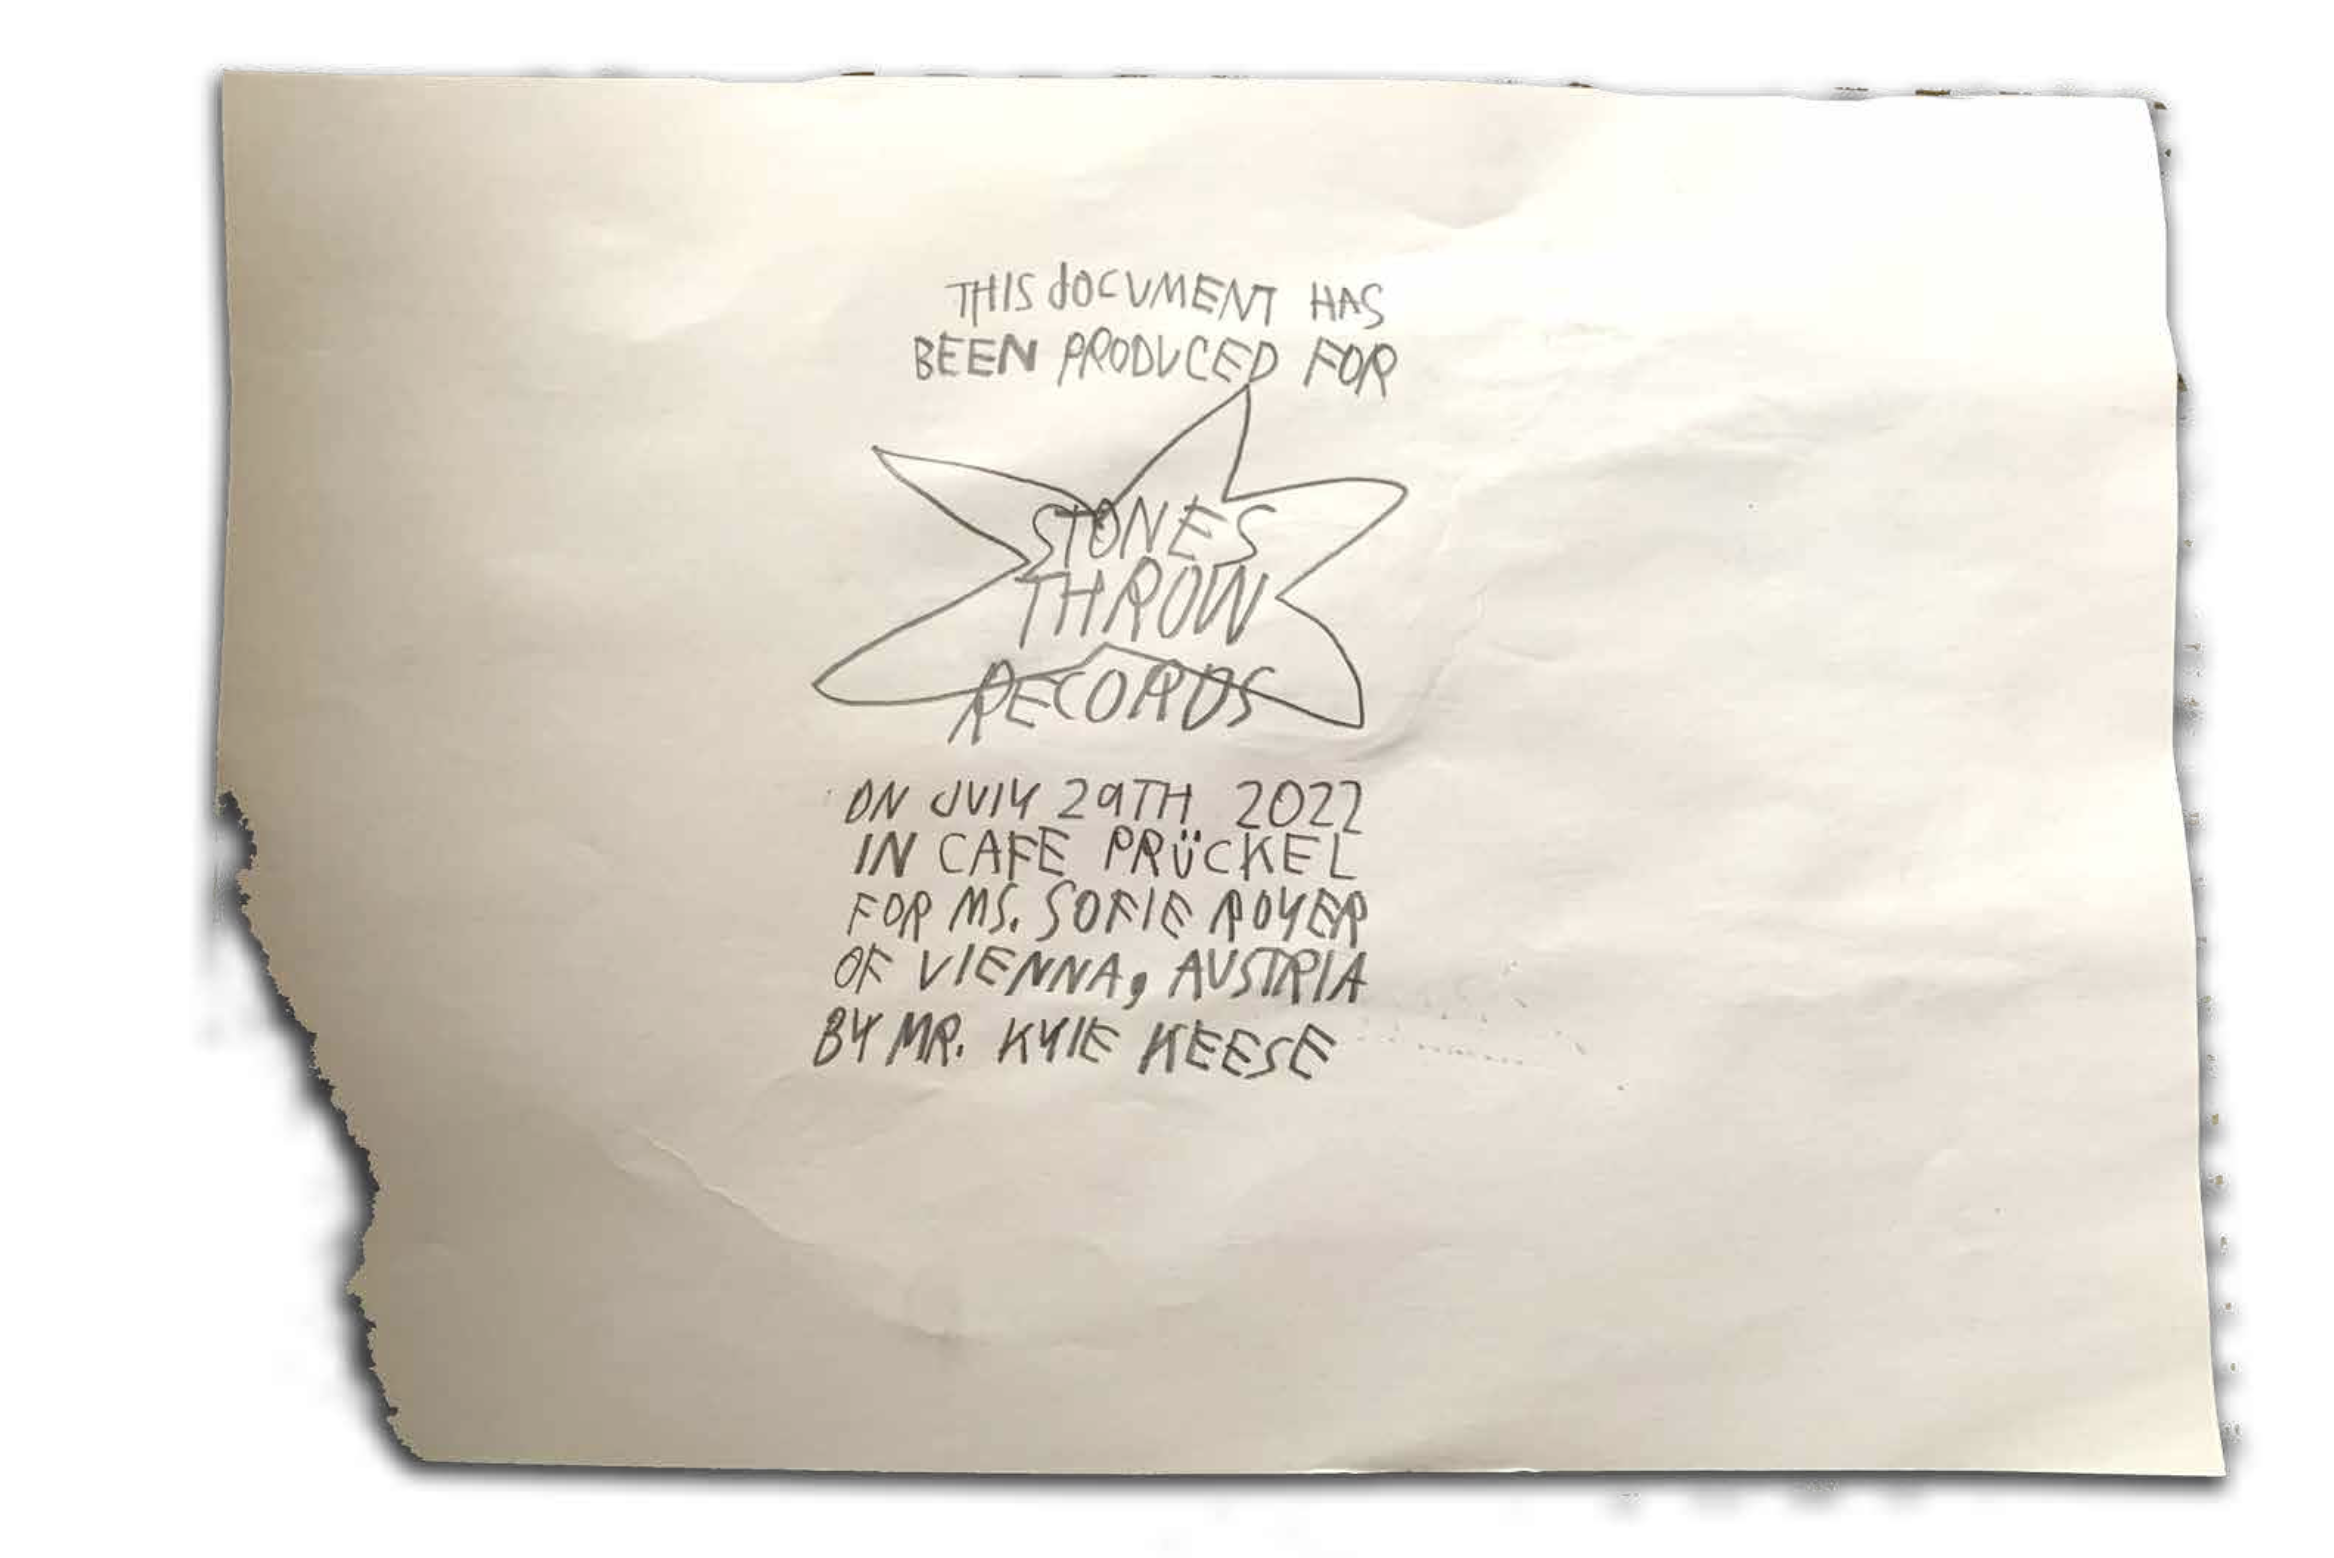 THIS dOCUMENT HAS
BEEN PRODUCED FOR
STONES
THROW
RECORDS
ON JULY 29TH 2022
IN CAFE PRÜCKEL
FOR MS. SOFIE ROYER
OF VIENNA, AUSTRIA
BY MR. KYLE KEESE